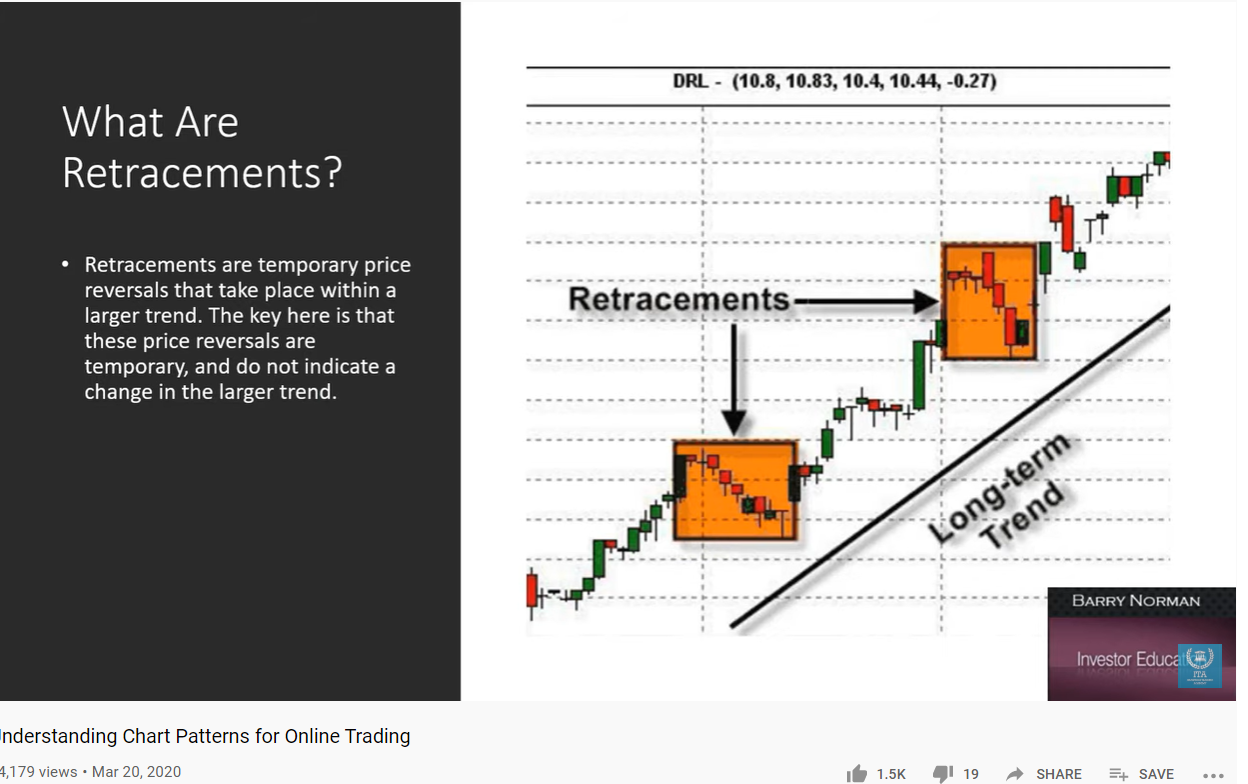 What Are
Retracements?
• Retracements are temporary price
reversals that take place within a
larger trend. The key here is that
these price reversals are
temporary, and do not indicate a
change in the larger trend.
DRL - (10.8, 10.83, 10.4, 10.44, -0.27)
Retracements
Long-term
Trend
BARRY NORMAN
Investor Educat
ITA
nderstanding Chart Patterns for Online Trading
4,179 views • Mar 20, 2020
1.5K
19
SHARE
SAVE